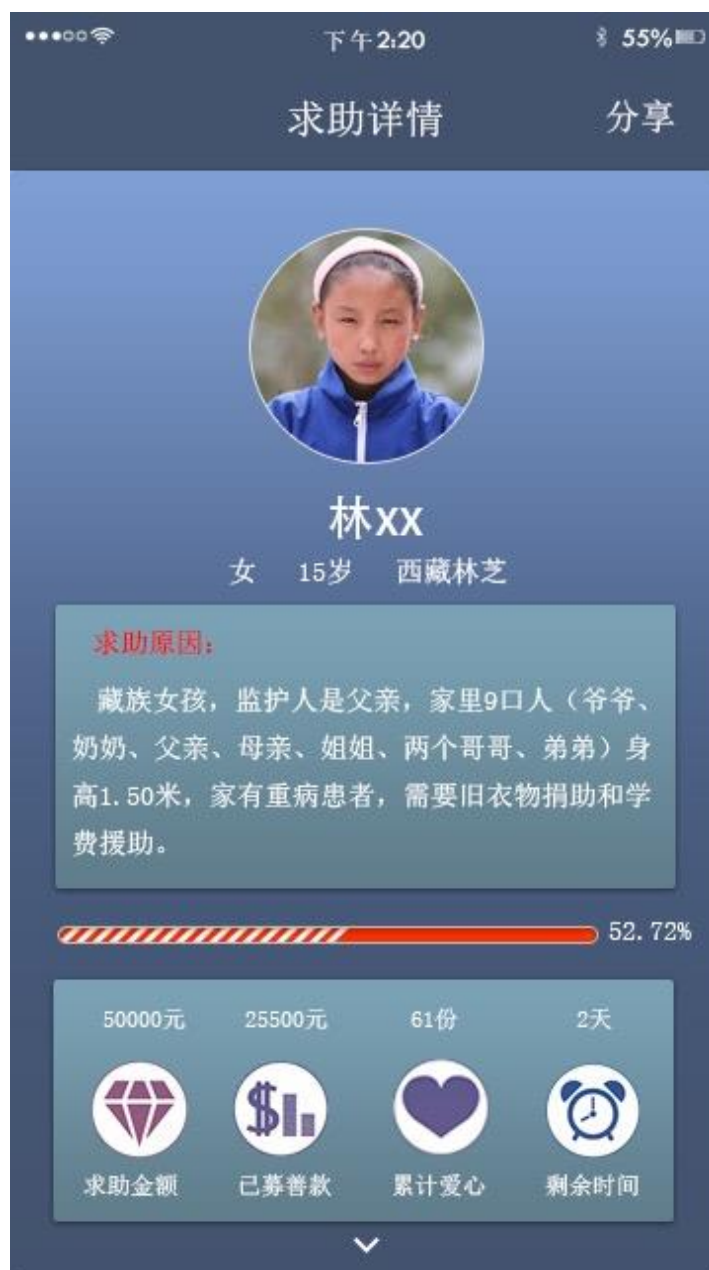 下午2:20
55%
求助详情
分享
林xx
女 15岁 西藏林芝
求助原因：
藏族女孩，监护人是父亲，家里9口人（爷爷、
奶奶、父亲、母亲、姐姐、两个哥哥、弟弟）身
高1.50米，家有重病患者，需要旧衣物捐助和学
费援助。
52.72%
50000元 25500元 61份 2天
求助金额 已募善款 累计爱心 剩余时间